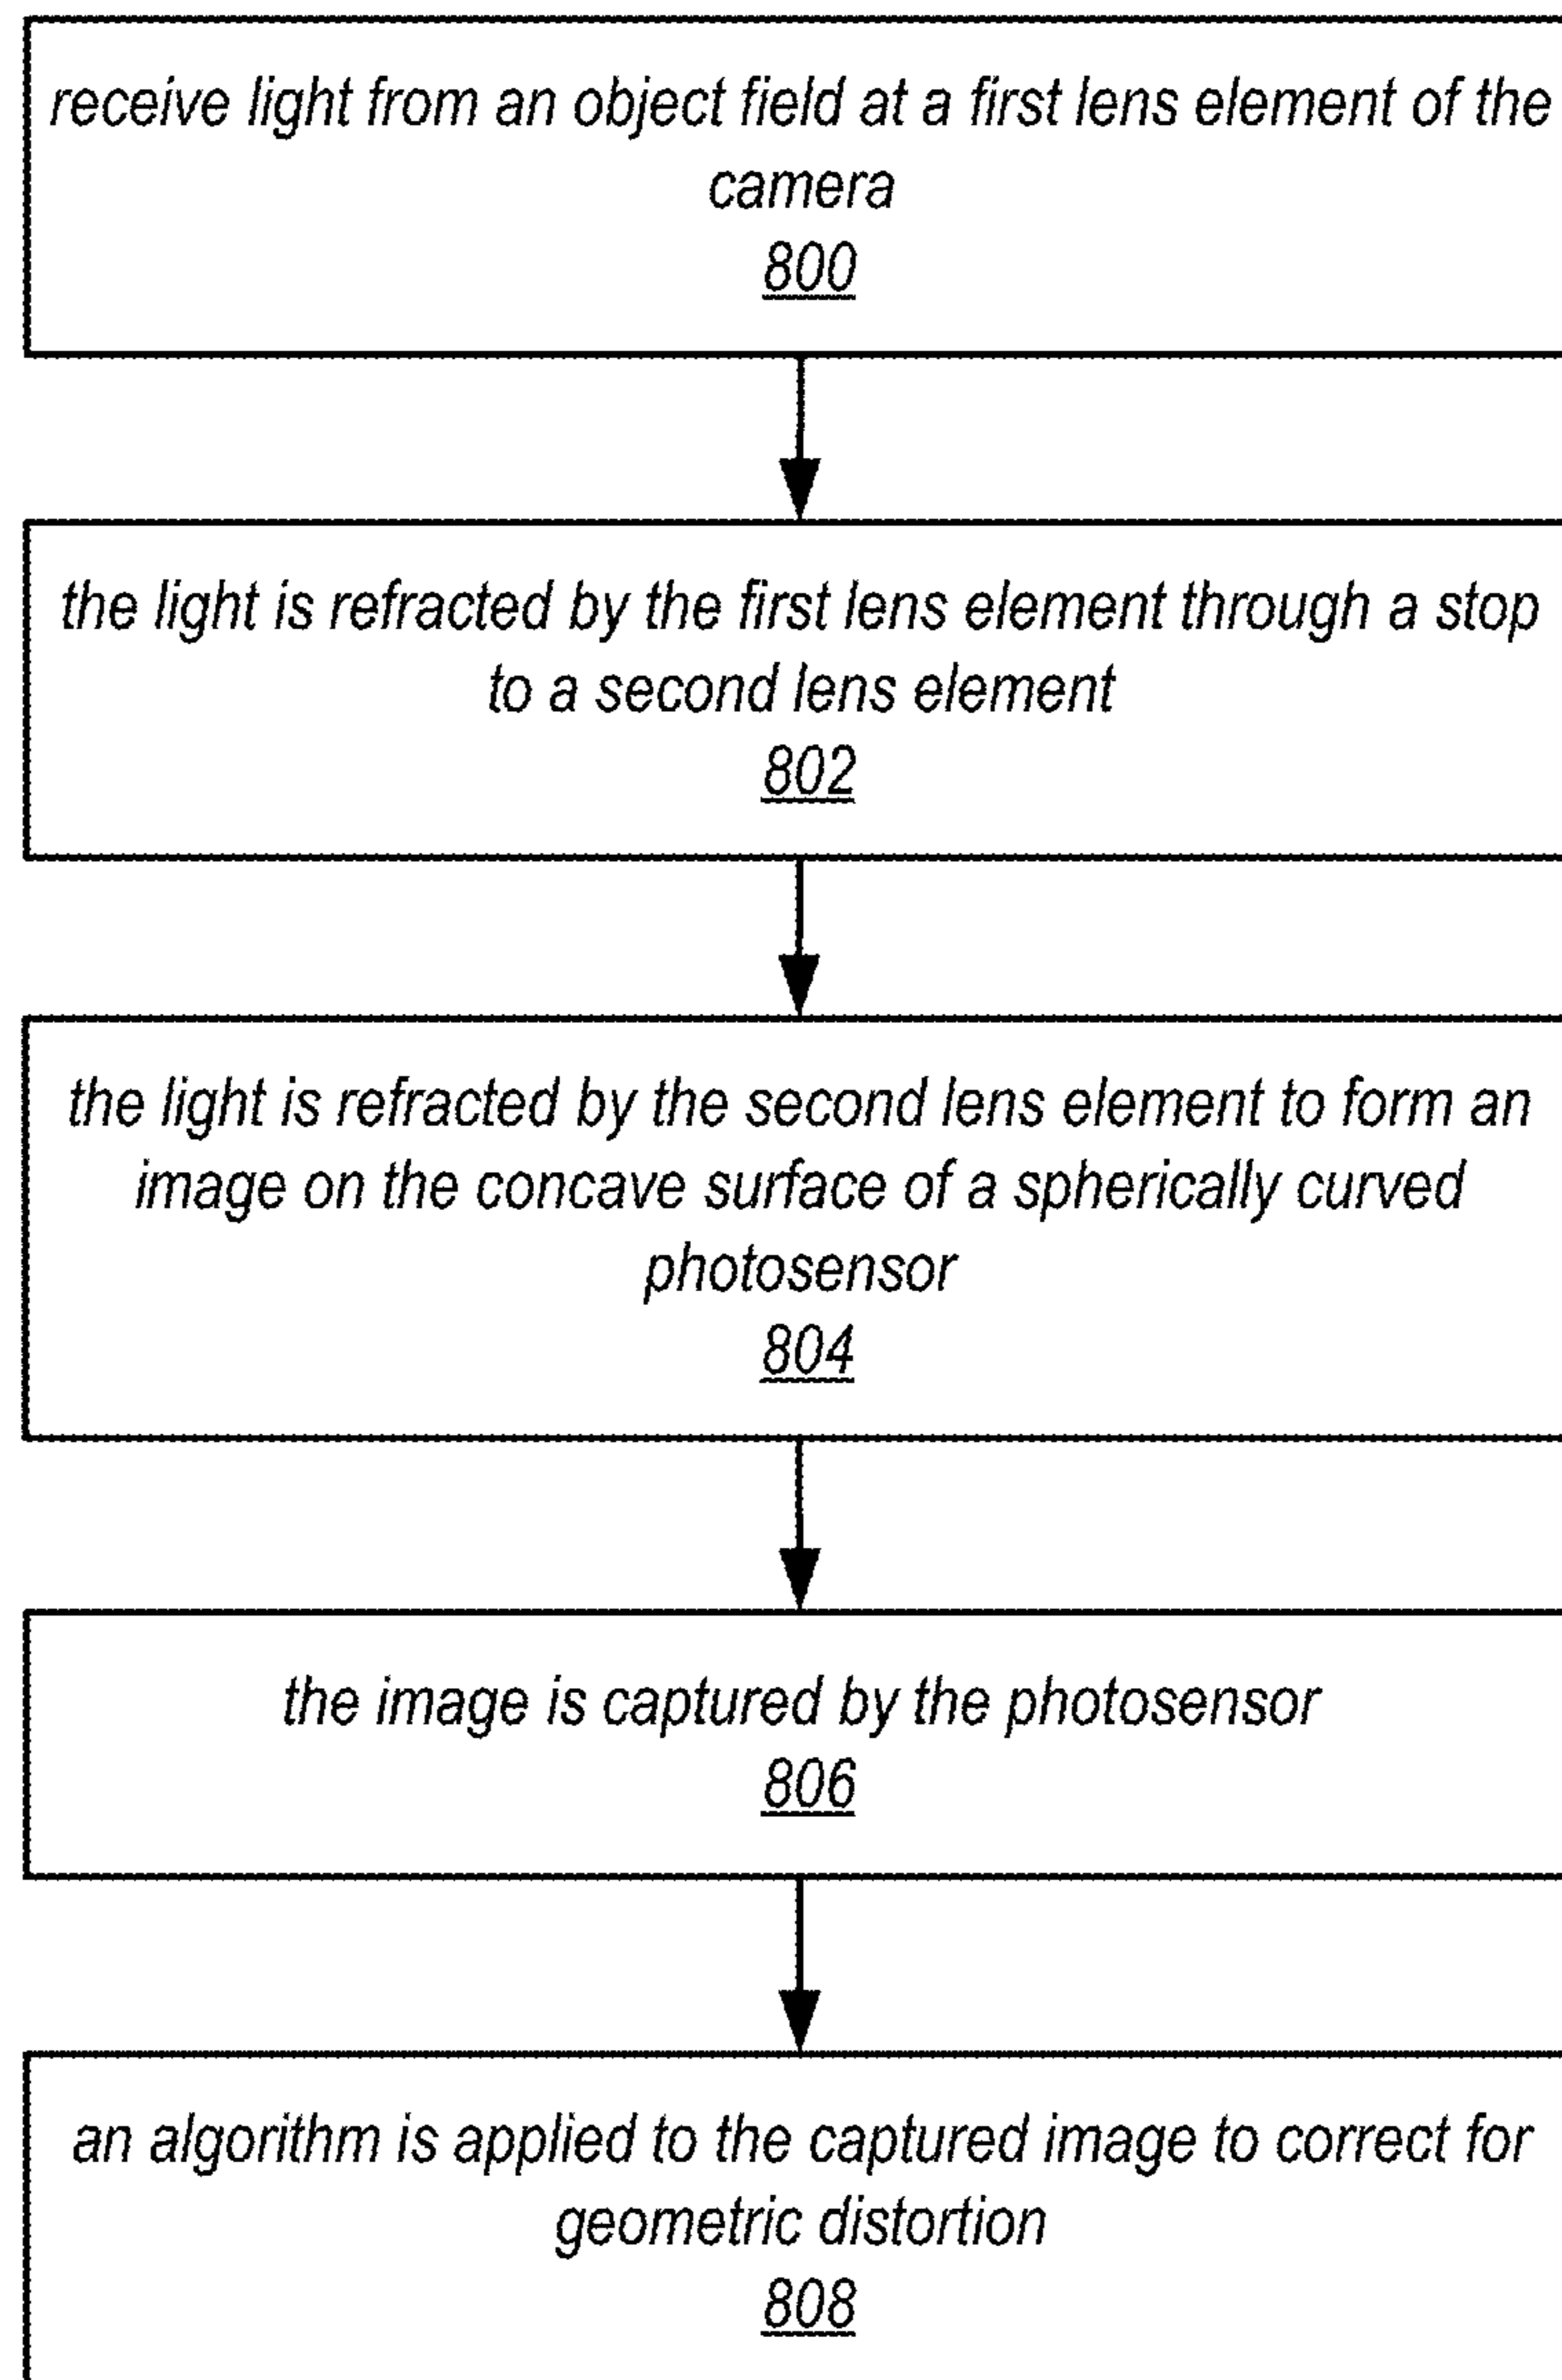 receive light from an object field at a first lens element of the
camera
800
the light is refracted by the first lens element through a stop
to a second lens element
802
the light is refracted by the second lens element to form an
image on the concave surface of a spherically curved
photosensor
804
the image is captured by the photosensor
806
an algorithm is applied to the captured image to correct for
geometric distortion
808